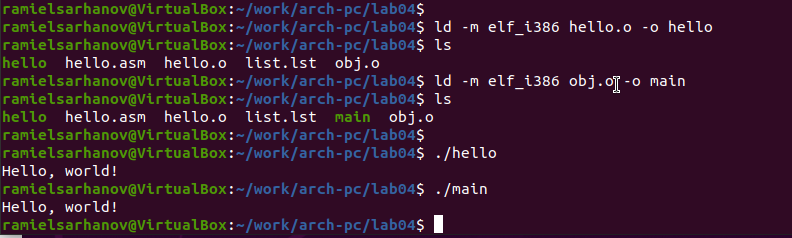 ramielsarhanov@VirtualBox:~/work/arch-pc/lab04$
ramielsarhanov@VirtualBox:~/work/arch-pc/lab04$ ld -m elf_i386 hello.o -o hello
ramielsarhanov@VirtualBox:~/work/arch-pc/lab04$ ls
hello  hello.asm  hello.o  list.lst  obj.o
ramielsarhanov@VirtualBox:~/work/arch-pc/lab04$ ld -m elf_i386 obj.o -o main
ramielsarhanov@VirtualBox:~/work/arch-pc/lab04$ ls
hello  hello.asm  hello.o  list.lst  main  obj.o
ramielsarhanov@VirtualBox:~/work/arch-pc/lab04$
ramielsarhanov@VirtualBox:~/work/arch-pc/lab04$ ./hello
Hello, world!
ramielsarhanov@VirtualBox:~/work/arch-pc/lab04$ ./main
Hello, world!
ramielsarhanov@VirtualBox:~/work/arch-pc/lab04$